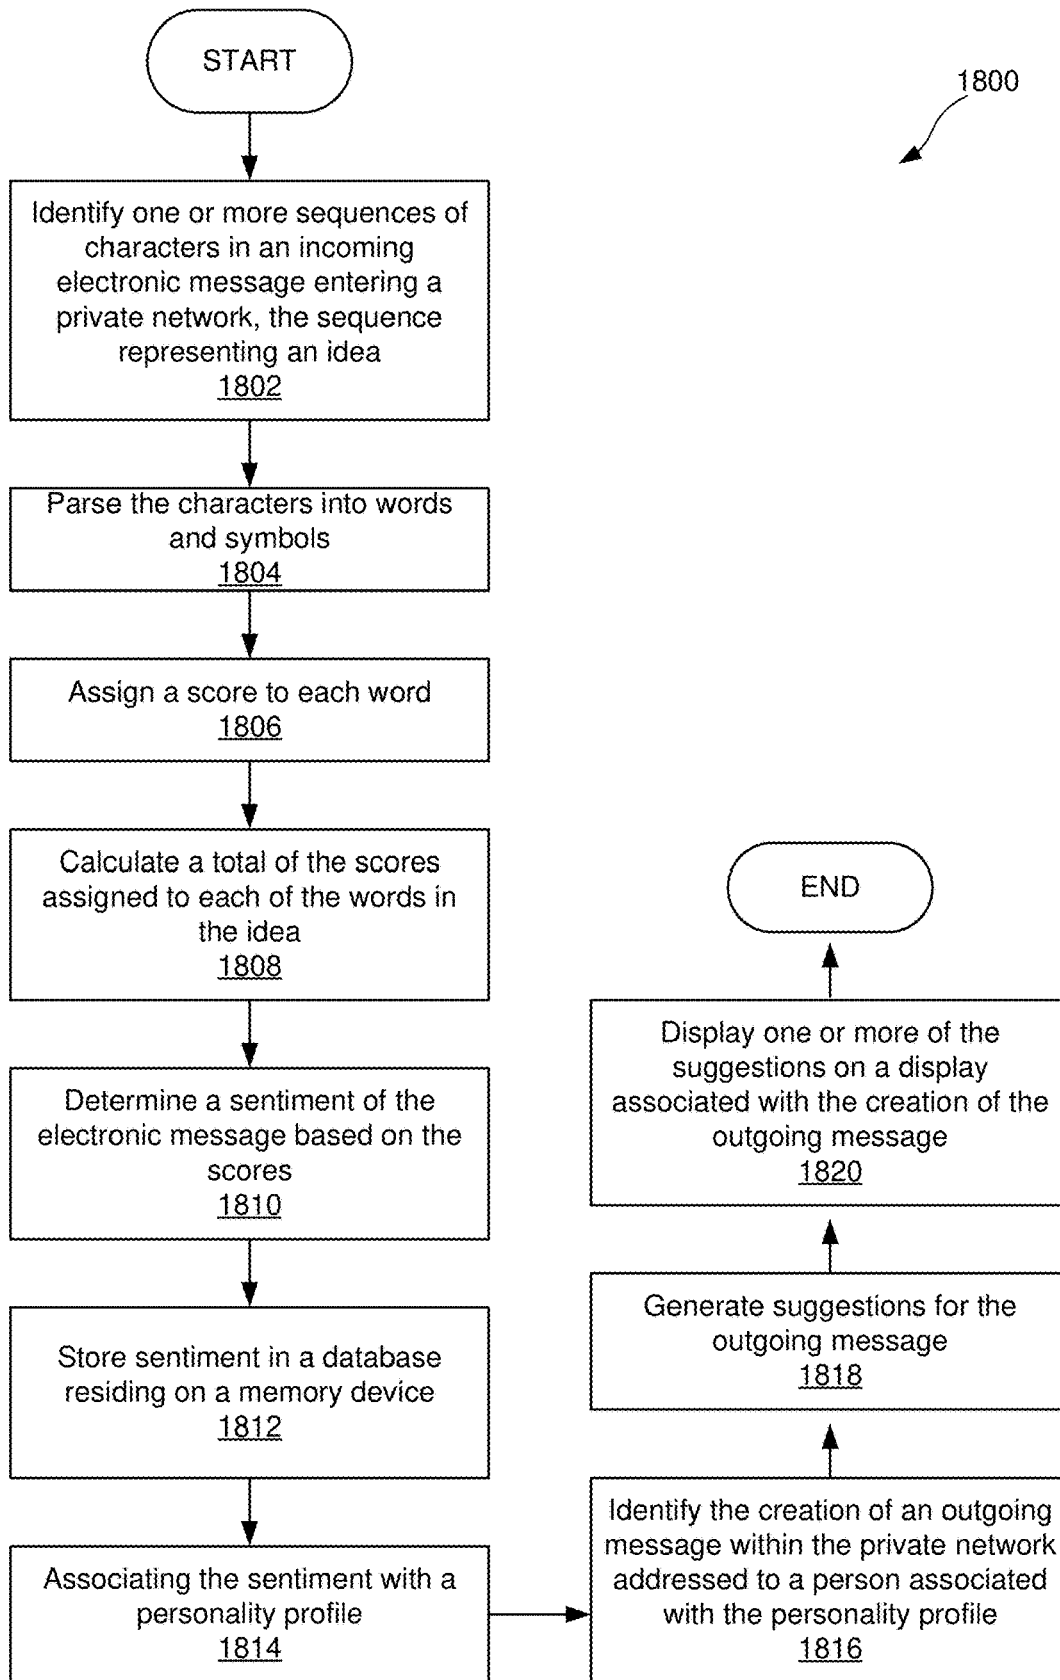 START
1800
Identify one or more sequences of
characters in an incoming
electronic message entering a
private network, the sequence
representing an idea
1802
Parse the characters into words
and symbols
1804
Assign a score to each word
1806
Calculate a total of the scores
assigned to each of the words in
the idea
1808
Determine a sentiment of the
electronic message based on the
scores
1810
Store sentiment in a database
residing on a memory device
1812
Associating the sentiment with a
personality profile
1814
Identify the creation of an outgoing
message within the private network
addressed to a person associated
with the personality profile
1816
Generate suggestions for the
outgoing message
1818
Display one or more of the
suggestions on a display
associated with the creation of the
outgoing message
1820
END